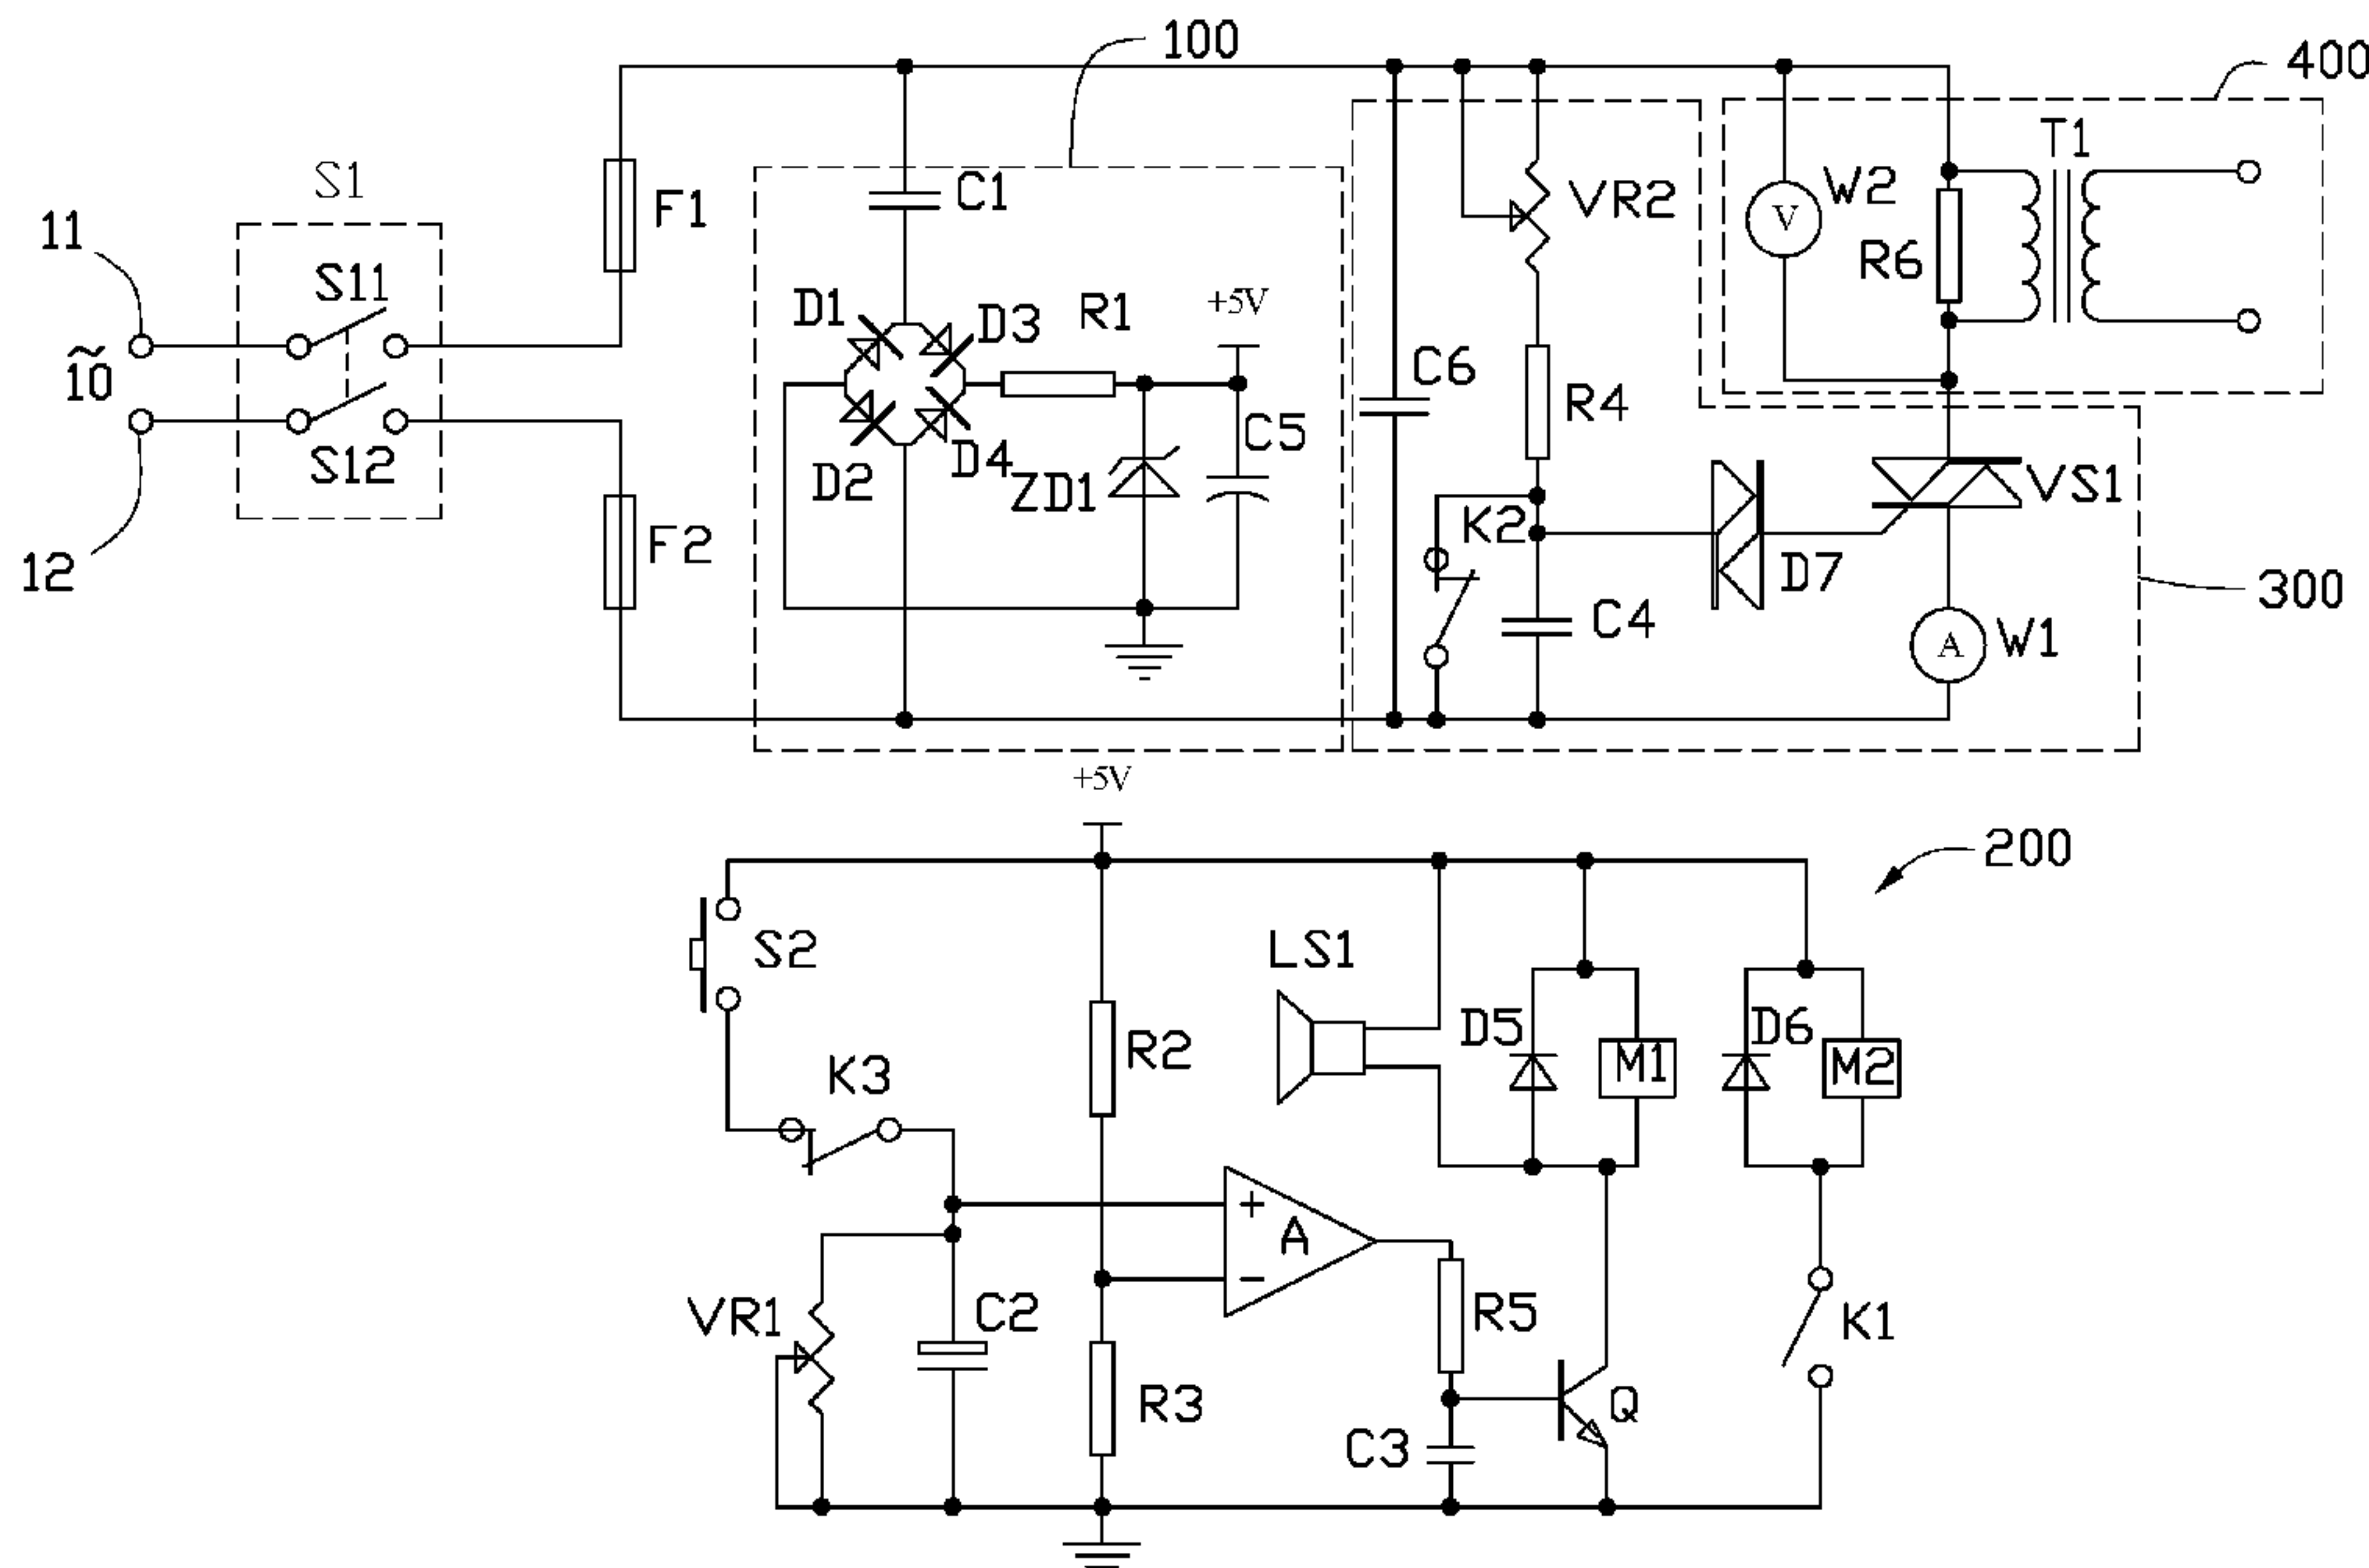 100
400
S1
C1
T1
F1
VR2
W2
V
11
S11
R6
D1
D3
R1
+5V
~
10
C6
R4
S12
D2
D4
C5
ZD1
K2
VS1
F2
D7
12
300
C4
A
W1
+5V
200
S2
LS1
D5
D6
R2
M1
M2
K3
+
A
-
VR1
C2
R5
K1
R3
Q
C3